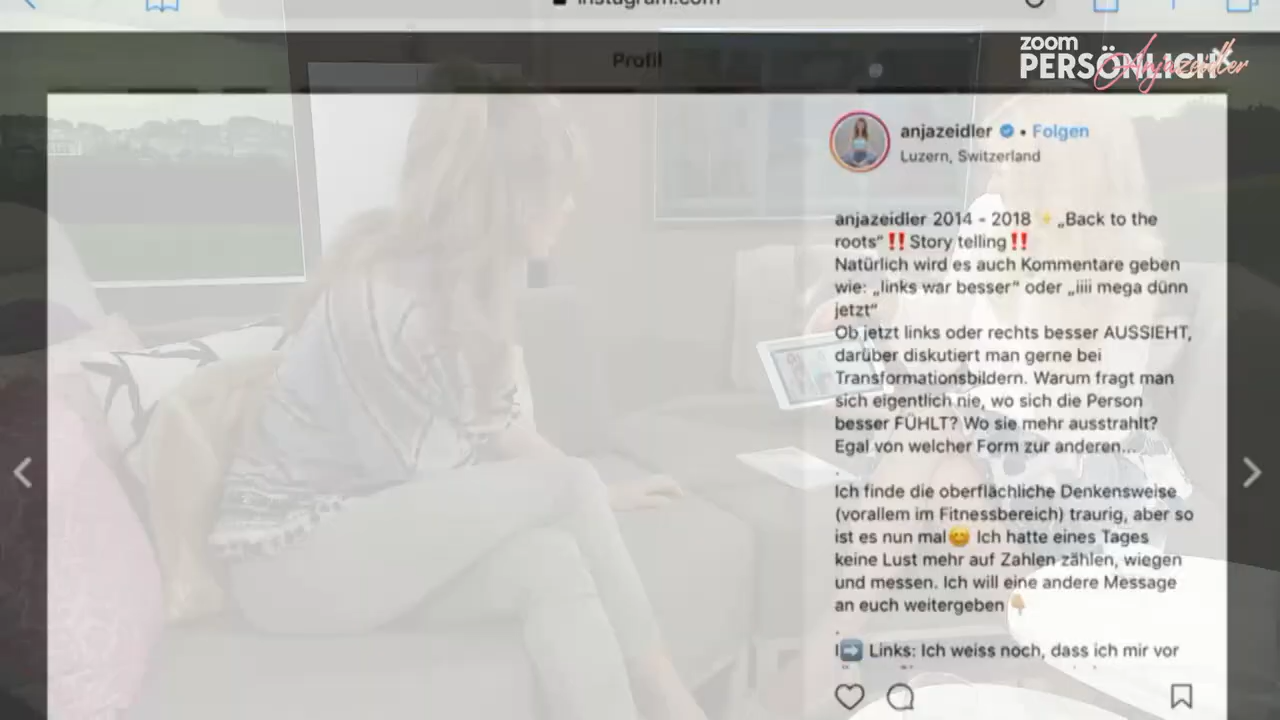 instagram.com
zoom
PERSÖNLICH
Anjazeidler
Profil
anjazeidler • Folgen
Luzern, Switzerland
anjazeidler 2014 - 2018 ✨ „Back to the
roots“ ‼️ Story telling ‼️
Natürlich wird es auch Kommentare geben
wie: „links war besser“ oder „iiii mega dünn
jetzt“
Ob jetzt links oder rechts besser AUSSIEHT,
darüber diskutiert man gerne bei
Transformationsbildern. Warum fragt man
sich eigentlich nie, wo sich die Person
besser FÜHLT? Wo sie mehr ausstrahlt?
Egal von welcher Form zur anderen...
.
Ich finde die oberflächliche Denkensweise
(vorallem im Fitnessbereich) traurig, aber so
ist es nun mal😊 Ich hatte eines Tages
keine Lust mehr auf Zahlen zählen, wiegen
und messen. Ich will eine andere Message
an euch weitergeben 👇🏼
.
I➡️ Links: Ich weiss noch, dass ich mir vor